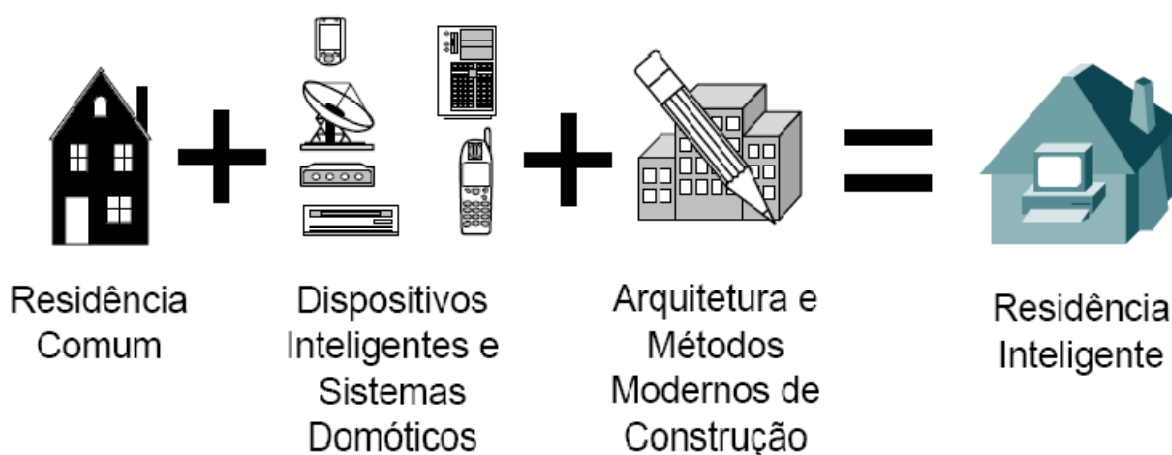 Residência
Comum
Dispositivos
Inteligentes e
Sistemas
Domóticos
Arquitetura e
Métodos
Modernos de
Construção
Residência
Inteligente